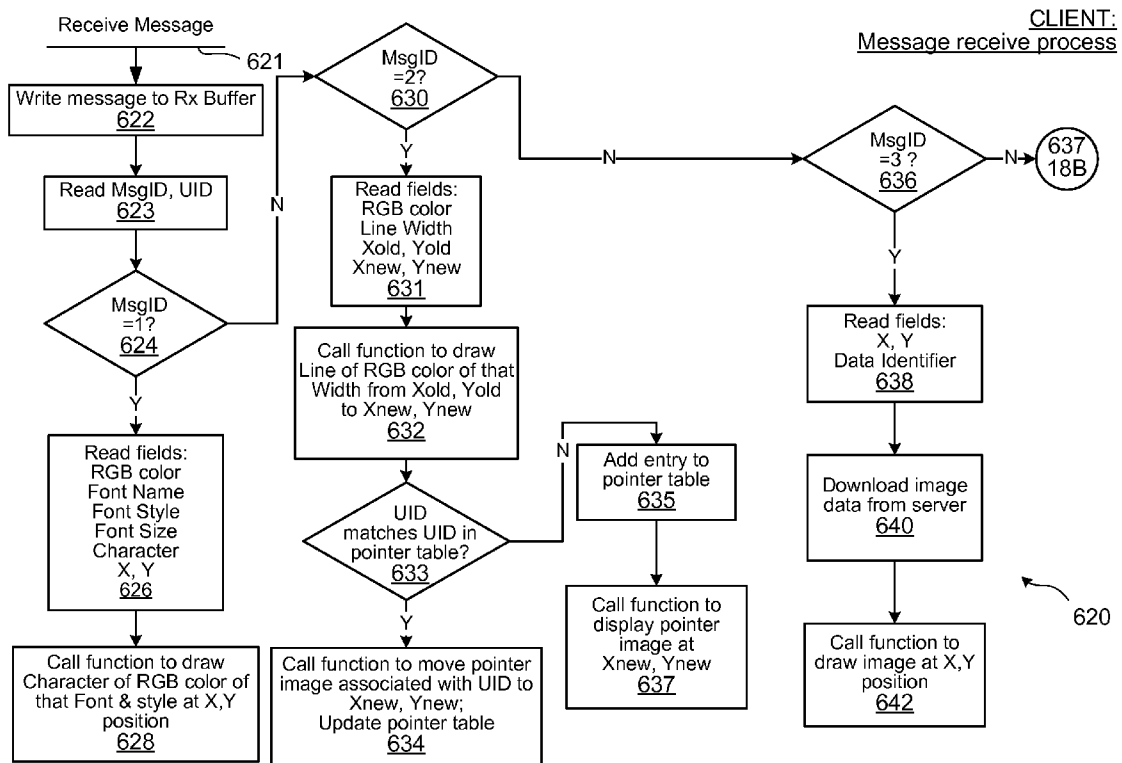 CLIENT:
Message receive process
Receive Message
621
Write message to Rx Buffer
622
Read MsgID, UID
623
MsgID
=1?
624
N
Y
Read fields:
RGB color
Font Name
Font Style
Font Size
Character
X, Y
626
Call function to draw
Character of RGB color of
that Font & style at X,Y
position
628
MsgID
=2?
630
N
Y
Read fields:
RGB color
Line Width
Xold, Yold
Xnew, Ynew
631
Call function to draw
Line of RGB color of that
Width from Xold, Yold
to Xnew, Ynew
632
UID
matches UID in
pointer table?
633
N
Y
Call function to move pointer
image associated with UID to
Xnew, Ynew;
Update pointer table
634
Add entry to
pointer table
635
Call function to
display pointer
image at
Xnew, Ynew
637
MsgID
=3 ?
636
N
637
18B
Y
Read fields:
X, Y
Data Identifier
638
Download image
data from server
640
Call function to
draw image at X,Y
position
642
620